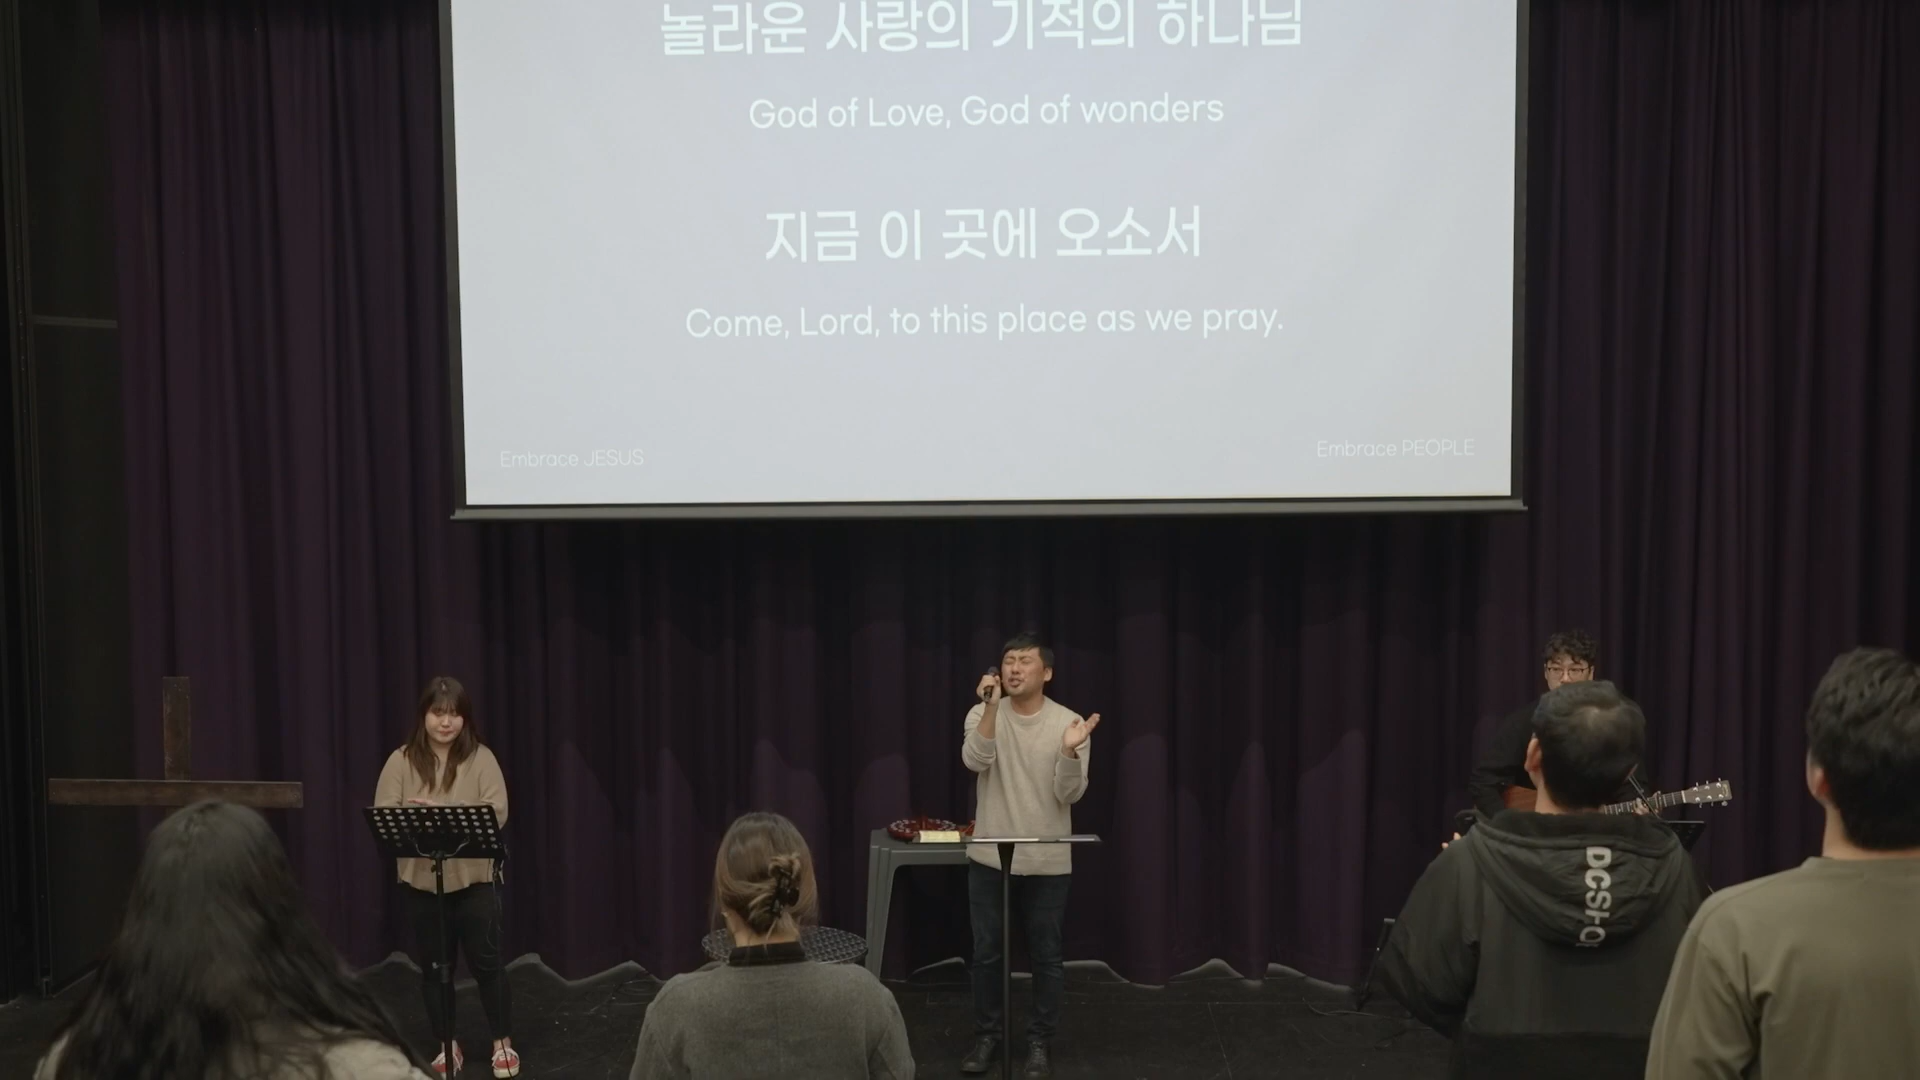 놀라운 사랑의 기적의 하나님
God of Love, God of wonders
지금 이 곳에 오소서
Come, Lord, to this place as we pray.
Embrace JESUS
Embrace PEOPLE